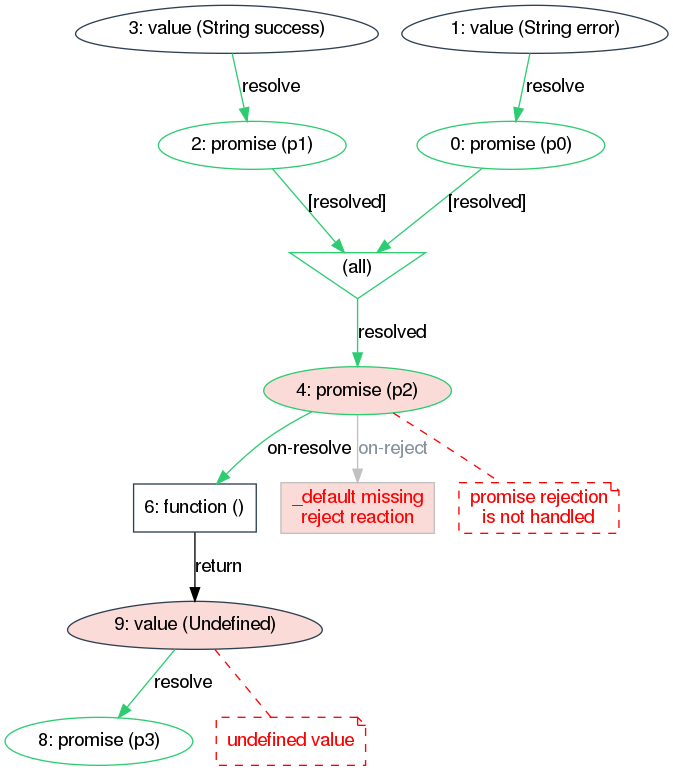 3: value (String success)
1: value (String error)
resolve
resolve
2: promise (p1)
0: promise (p0)
[resolved]
[resolved]
(all)
resolved
4: promise (p2)
on-resolve
on-reject
6: function ()
_default missing
reject reaction
promise rejection
is not handled
return
9: value (Undefined)
resolve
8: promise (p3)
undefined value